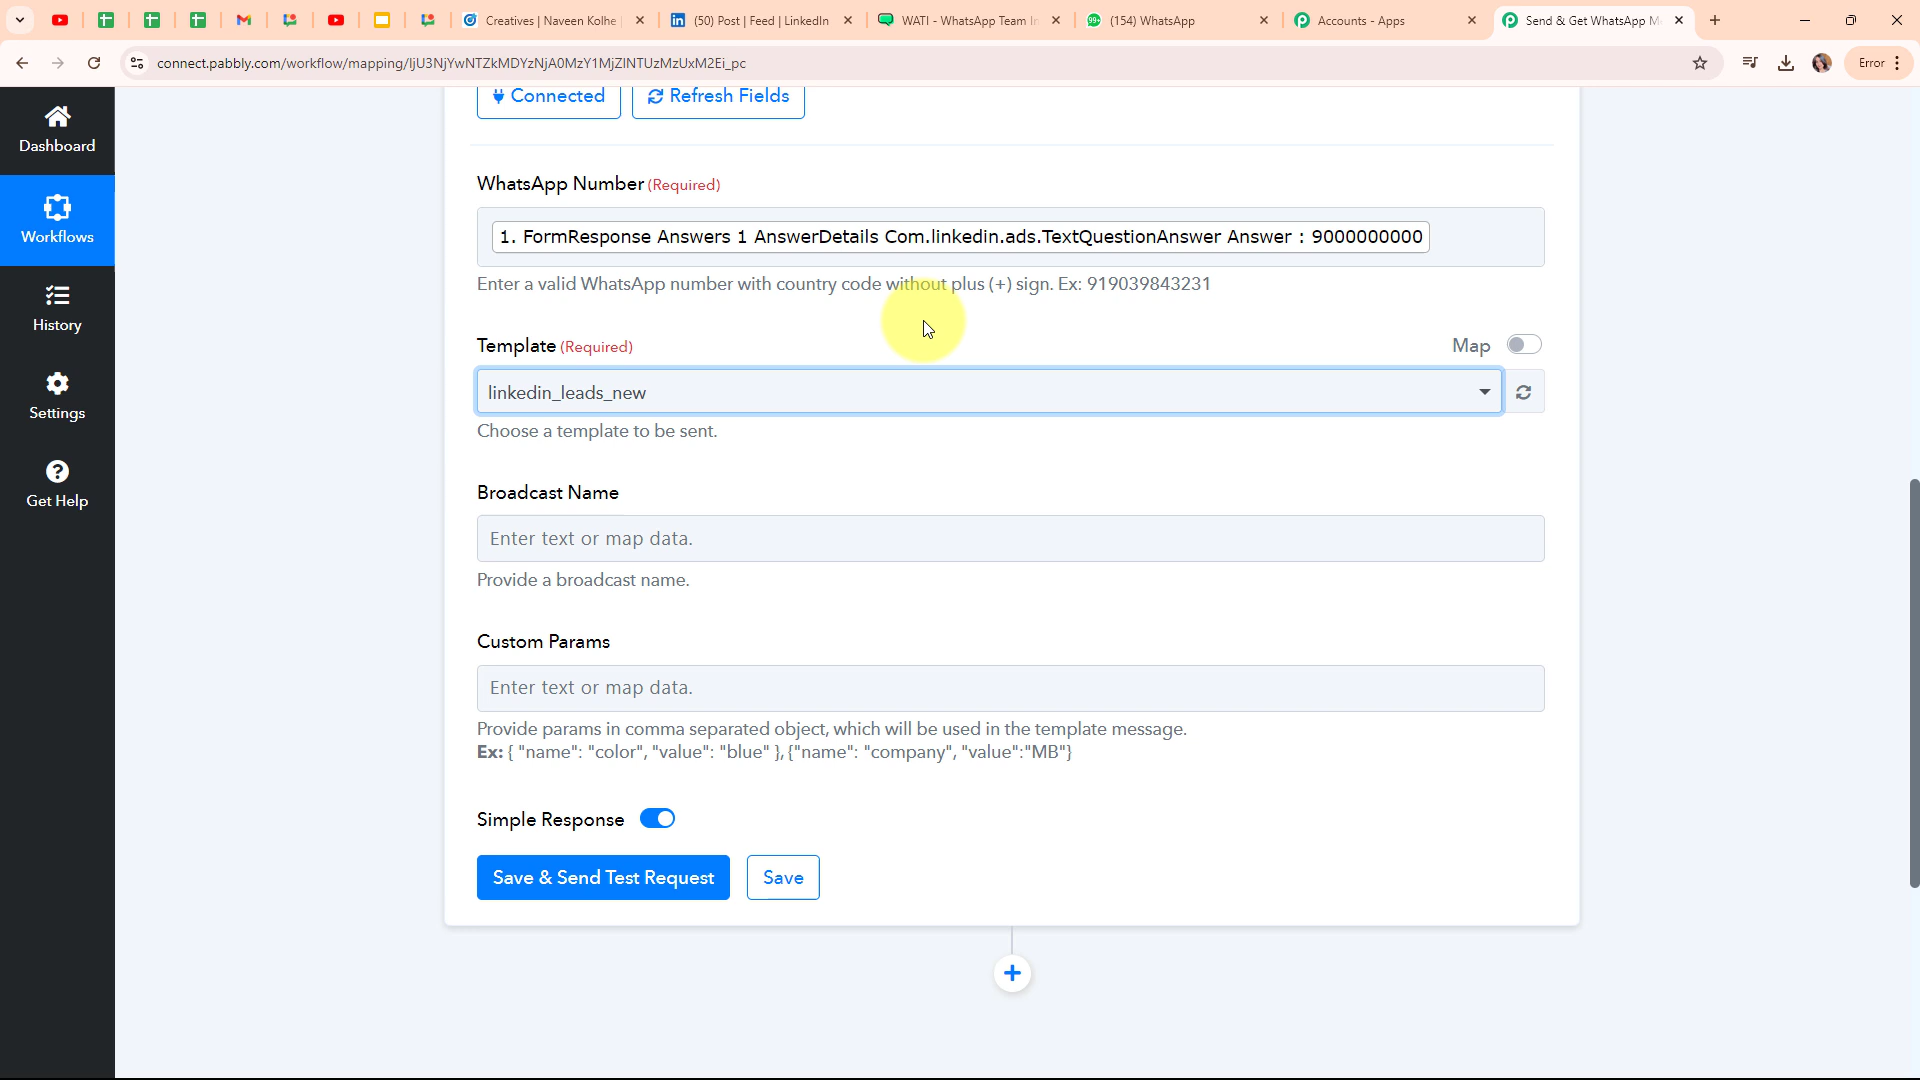 Creatives | Naveen Kolhe
(50) Post | Feed | LinkedIn
WATI - WhatsApp Team In
(154) WhatsApp
Accounts - Apps
Send & Get WhatsApp M
connect.pabbly.com/workflow/mapping/IjU3NjYwNTZkMDYzNjA0MzY1MjZlNTUzMzUxM2Ei_pc
Error
Dashboard
Workflows
History
Settings
Get Help
Connected
Refresh Fields
WhatsApp Number (Required)
1. FormResponse Answers 1 AnswerDetails Com.linkedin.ads.TextQuestionAnswer Answer : 9000000000
Enter a valid WhatsApp number with country code without plus (+) sign. Ex: 919039843231
Template (Required)
Map
linkedin_leads_new
Choose a template to be sent.
Broadcast Name
Enter text or map data.
Provide a broadcast name.
Custom Params
Enter text or map data.
Provide params in comma separated object, which will be used in the template message.
Ex: { "name": "color", "value": "blue" }, {"name": "company", "value":"MB"}
Simple Response
Save & Send Test Request
Save